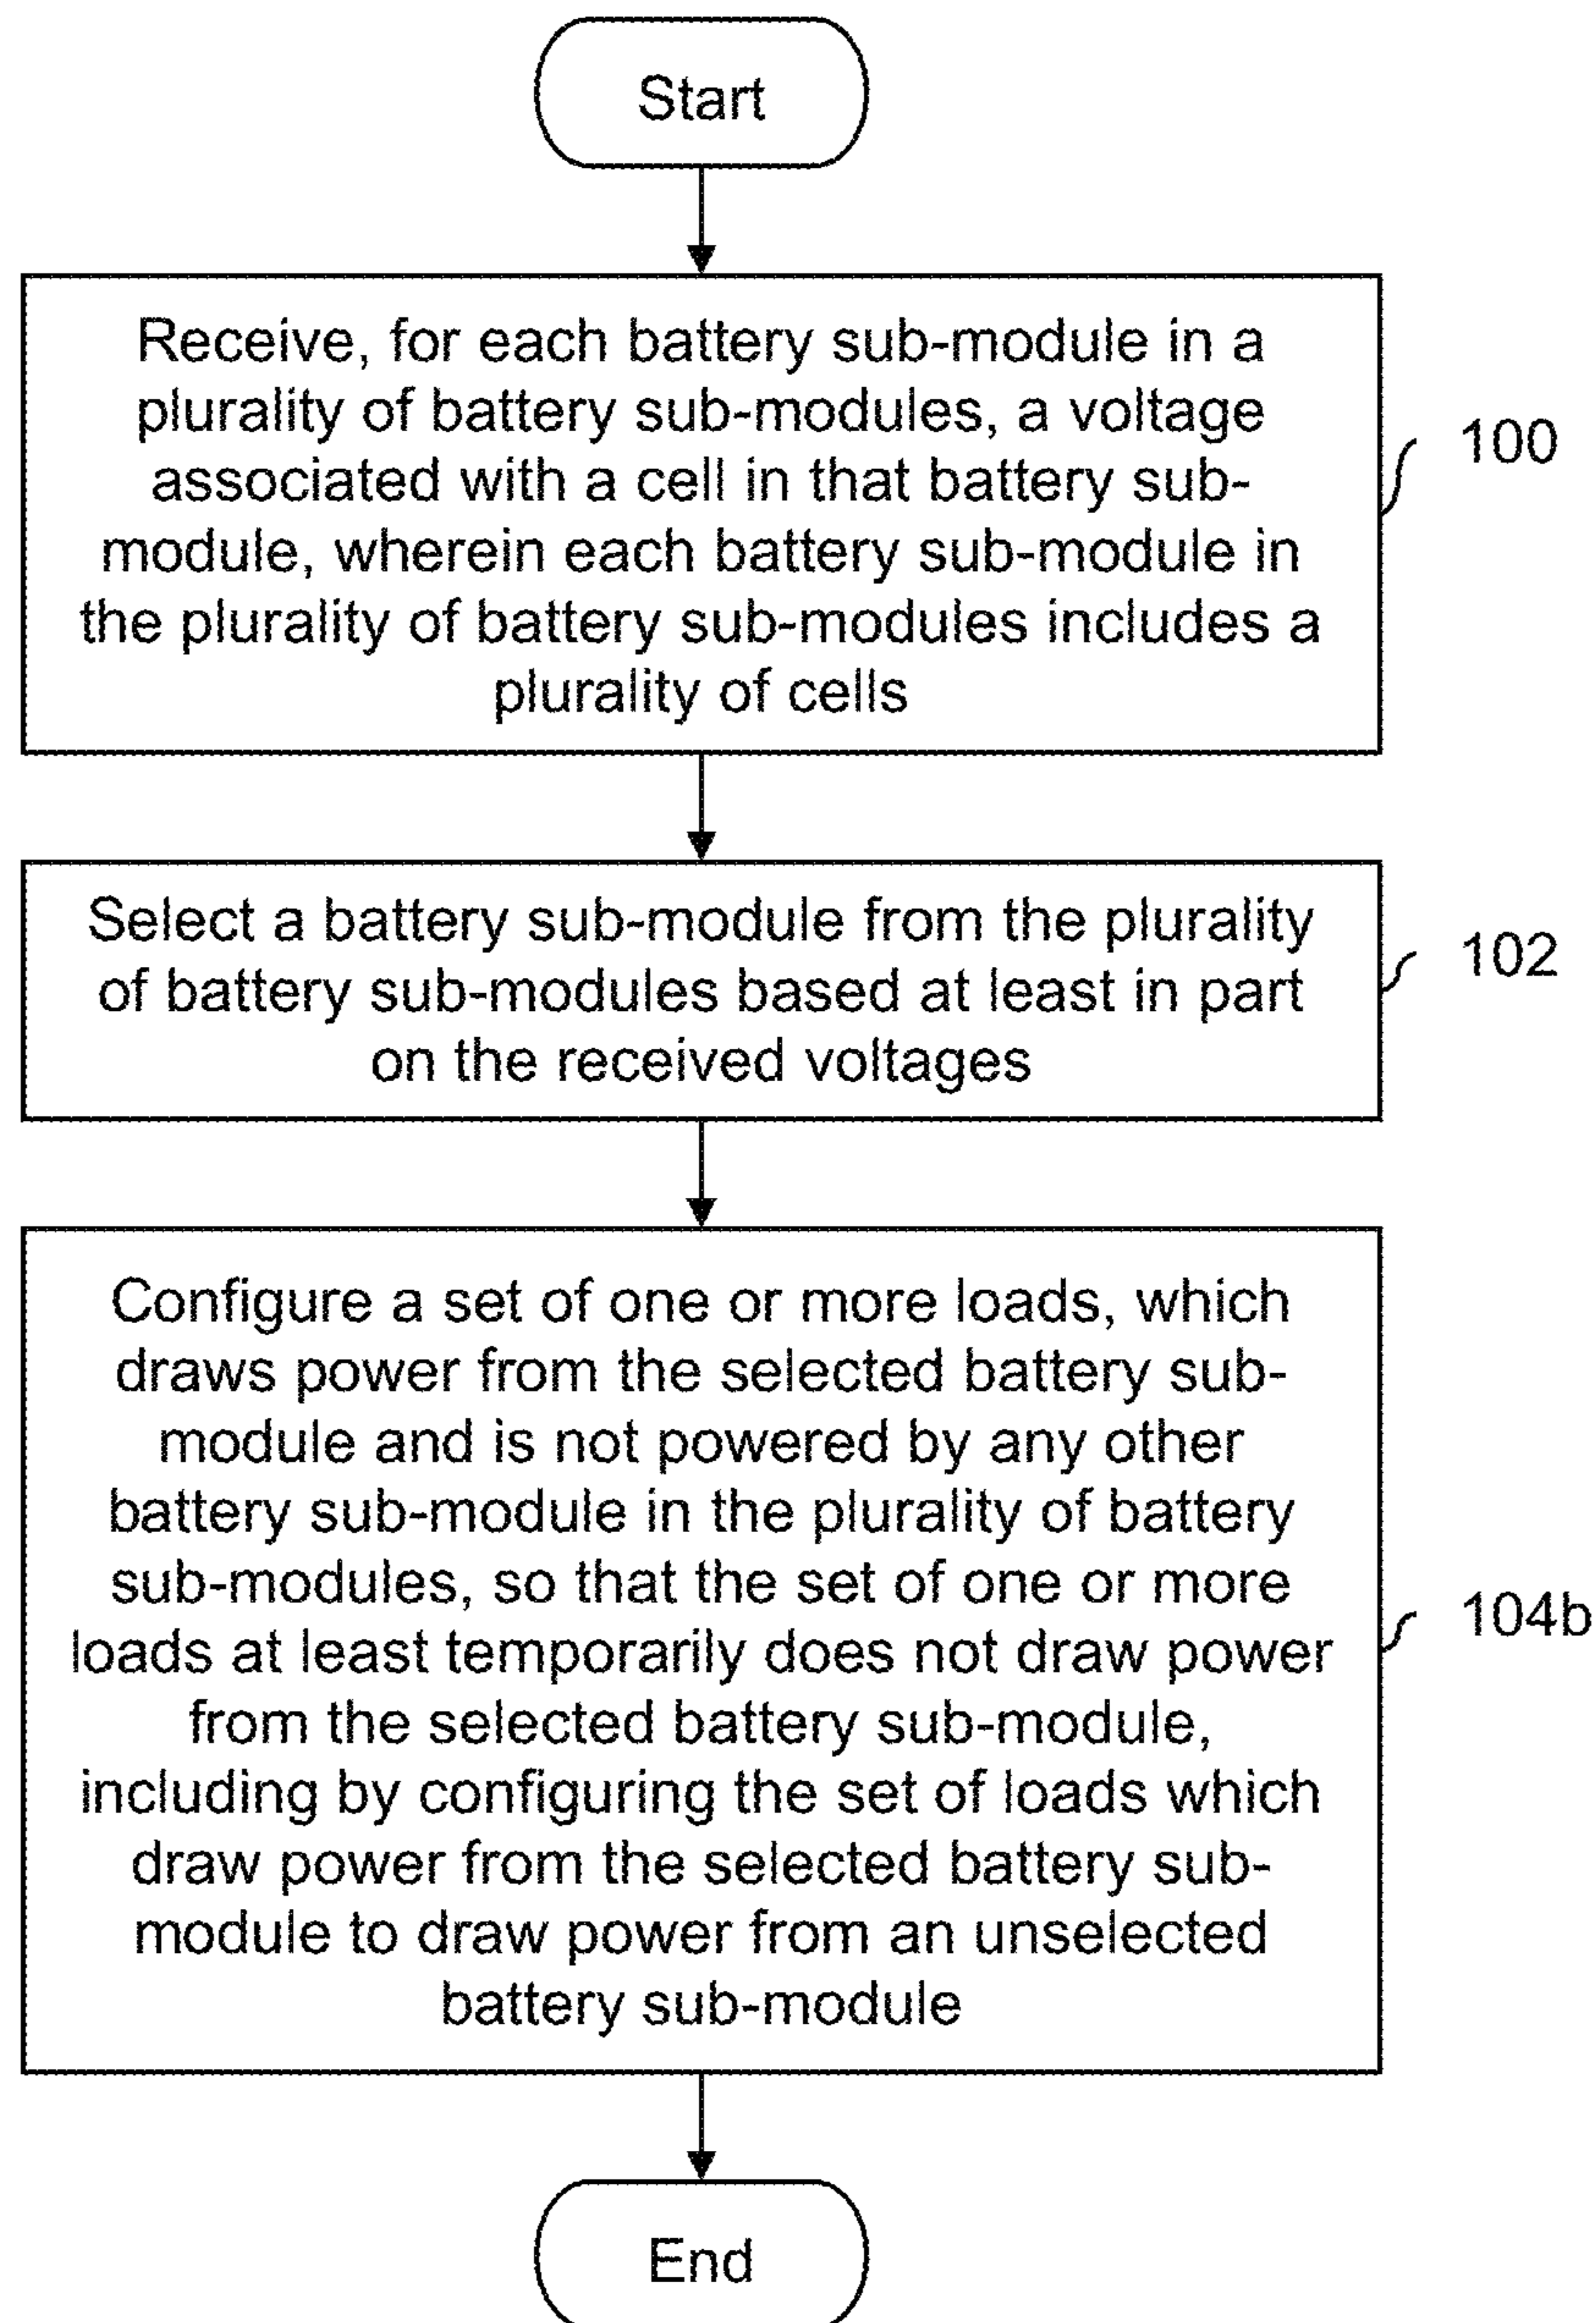 Start
Receive, for each battery sub-module in a
plurality of battery sub-modules, a voltage
associated with a cell in that battery sub-
module, wherein each battery sub-module in
the plurality of battery sub-modules includes a
plurality of cells
100
Select a battery sub-module from the plurality
of battery sub-modules based at least in part
on the received voltages
102
Configure a set of one or more loads, which
draws power from the selected battery sub-
module and is not powered by any other
battery sub-module in the plurality of battery
sub-modules, so that the set of one or more
loads at least temporarily does not draw power
from the selected battery sub-module,
including by configuring the set of loads which
draw power from the selected battery sub-
module to draw power from an unselected
battery sub-module
104b
End